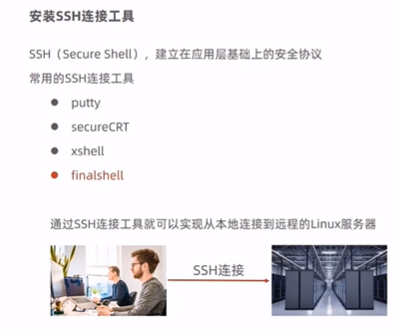 安装SSH连接工具
SSH（Secure Shell），建立在应用层基础上的安全协议
常用的SSH连接工具
● putty
● secureCRT
● xshell
● finalshell
通过SSH连接工具就可以实现从本地连接到远程的Linux服务器
SSH连接